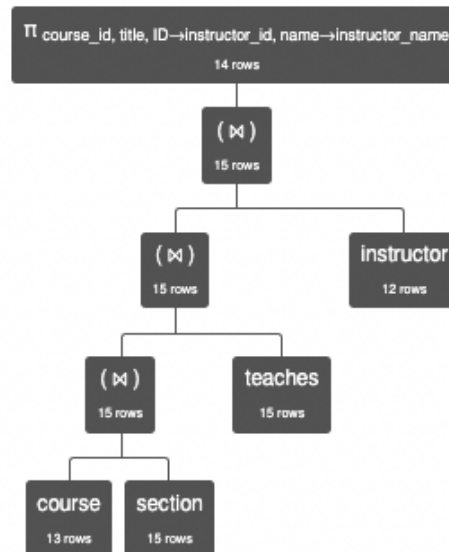 π course_id, title, ID→instructor_id, name→instructor_name
14 rows
(⋈)
15 rows
(⋈)
15 rows
instructor
12 rows
(⋈)
15 rows
teaches
15 rows
course
13 rows
section
15 rows